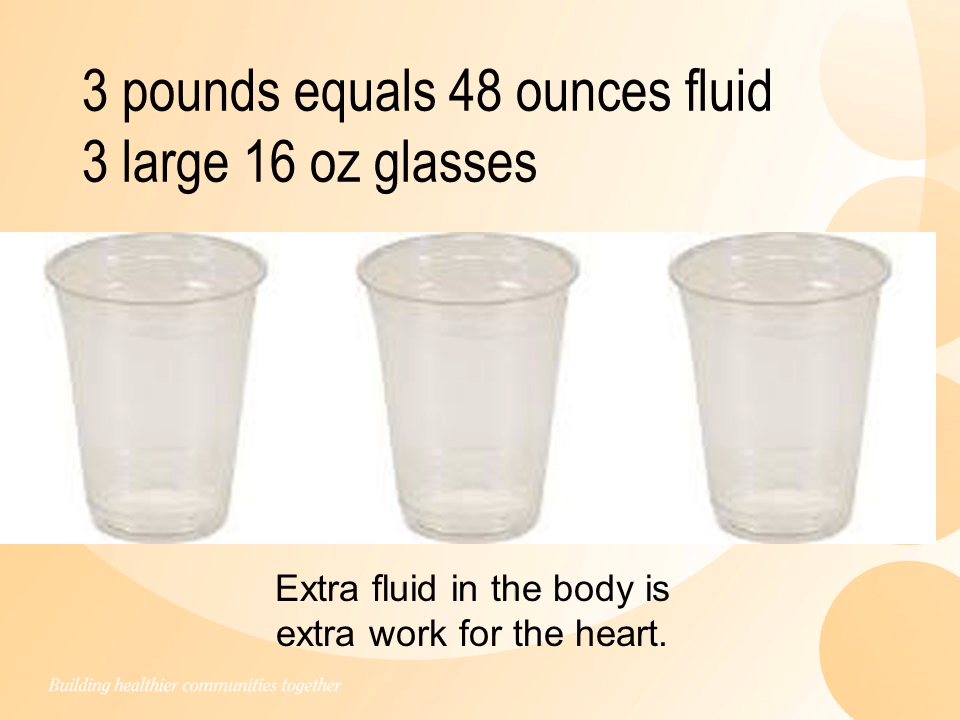 3 pounds equals 48 ounces fluid
3 large 16 oz glasses
Extra fluid in the body is
extra work for the heart.
Building healthier communities together